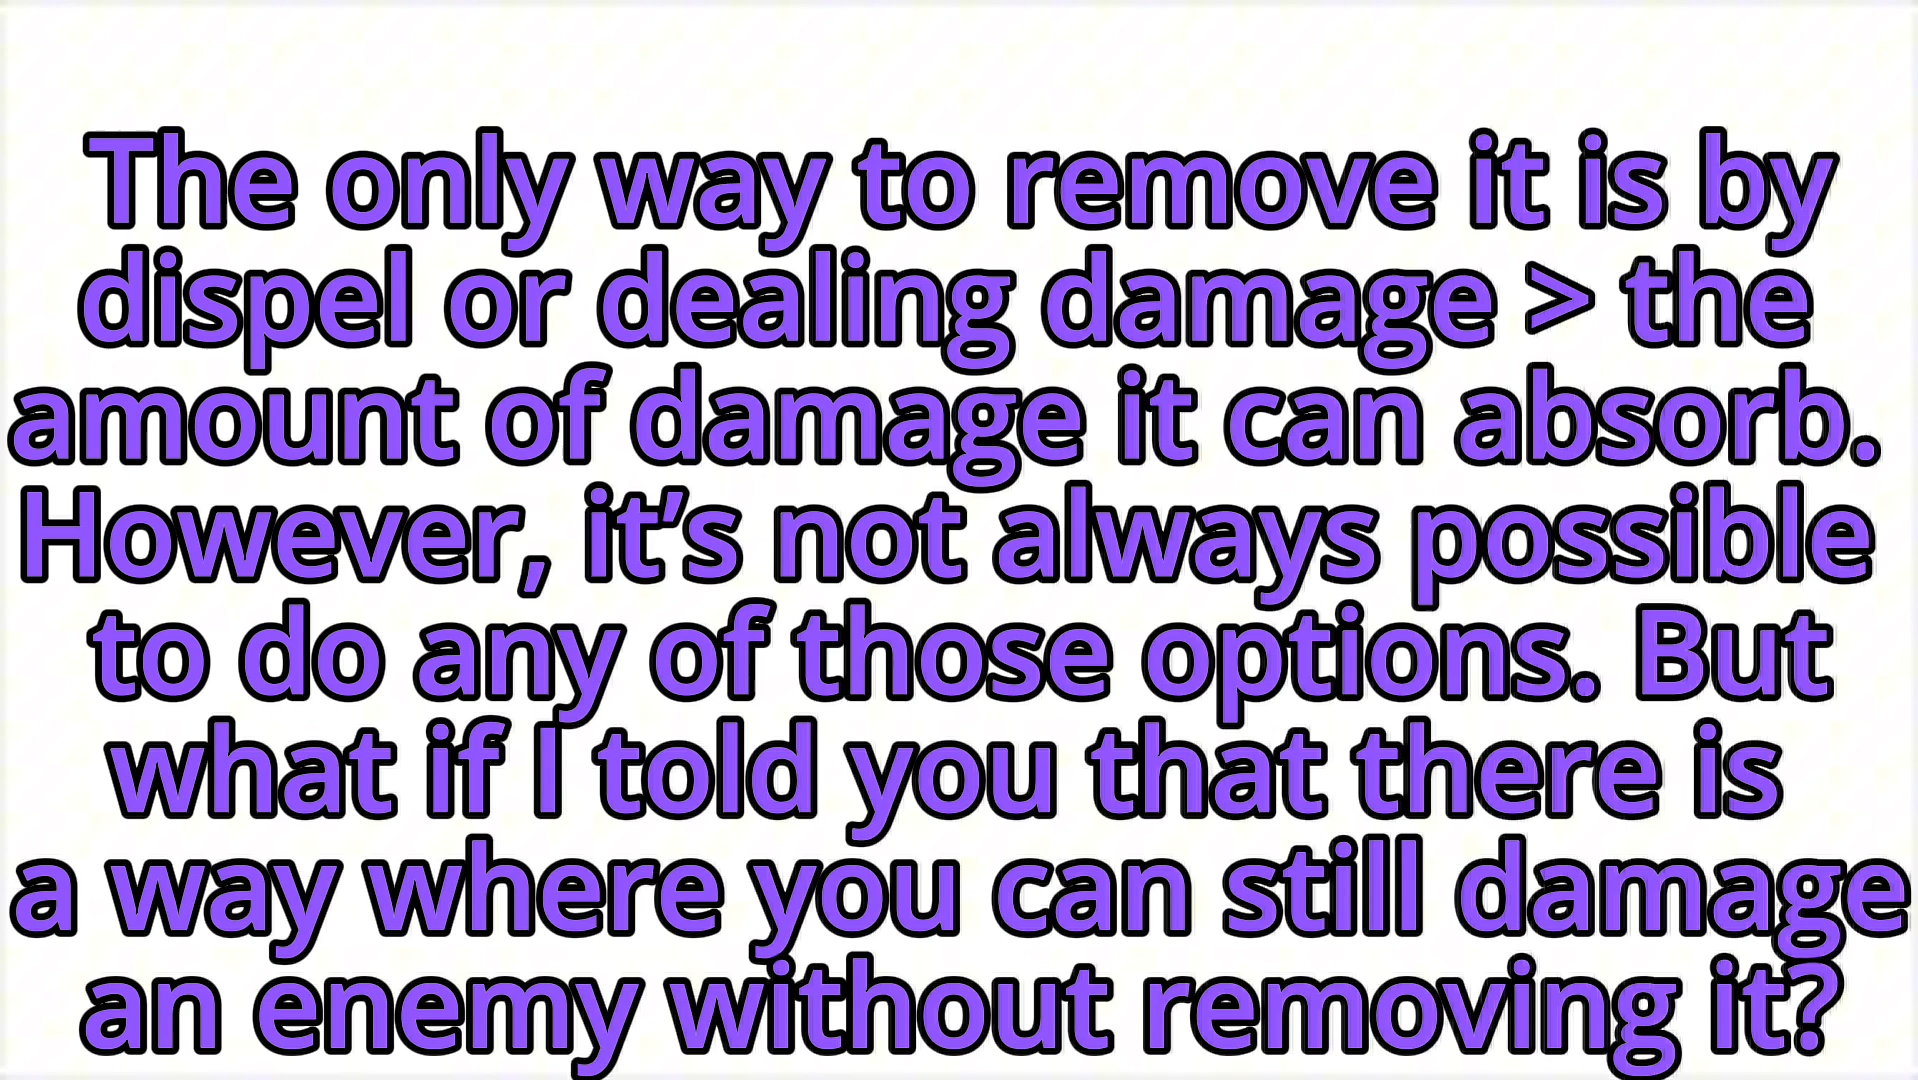 The only way to remove it is by
dispel or dealing damage > the
amount of damage it can absorb.
However, it’s not always possible
to do any of those options. But
what if I told you that there is
a way where you can still damage
an enemy without removing it?